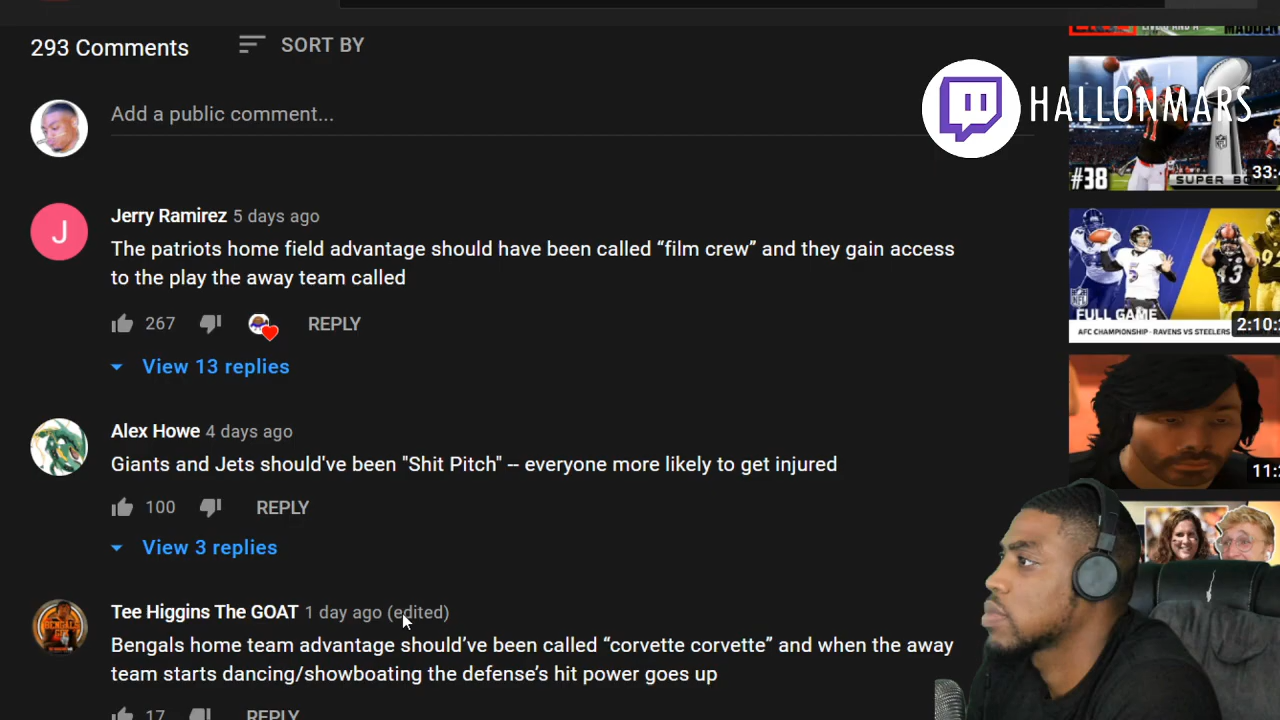 293 Comments
SORT BY
Add a public comment...
HALLONMARS
#38
SUPER
33:
Jerry Ramirez 5 days ago
The patriots home field advantage should have been called “film crew” and they gain access
to the play the away team called
267
REPLY
View 13 replies
NFL
FULL GAME
AFC CHAMPIONSHIP - RAVENS VS STEELERS
2:10:
Alex Howe 4 days ago
Giants and Jets should've been "Shit Pitch" -- everyone more likely to get injured
100
REPLY
View 3 replies
11:
Tee Higgins The GOAT 1 day ago (edited)
Bengals home team advantage should’ve been called “corvette corvette” and when the away
team starts dancing/showboating the defense’s hit power goes up
17
REPLY